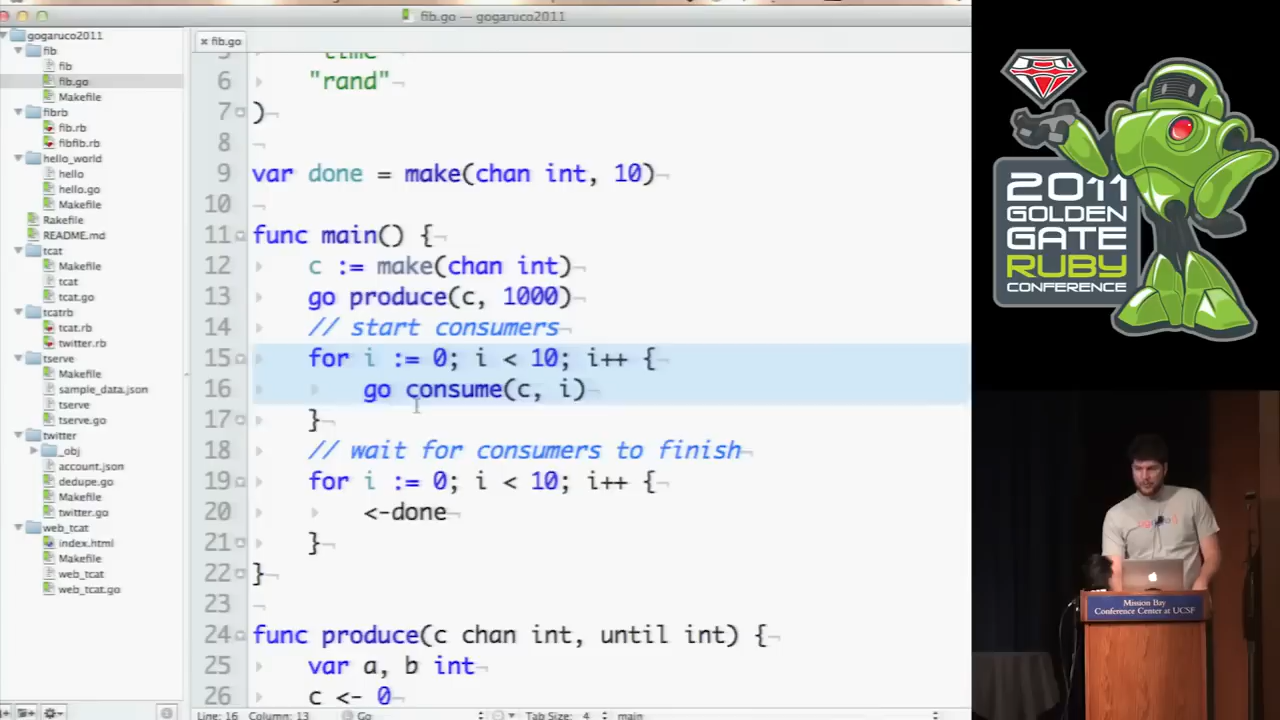 fib.go — gogaruco2011
gogaruco2011
fib
fib
fib.go
Makefile
fibrb
fib.rb
fibfib.rb
hello_world
hello
hello.go
Makefile
Rakefile
README.md
tcat
Makefile
tcat
tcat.go
tcatrb
tcat.rb
twitter.rb
tserve
Makefile
sample_data.json
tserve
tserve.go
twitter
_obj
account.json
dedupe.go
Makefile
twitter.go
web_tcat
index.html
Makefile
web_tcat
web_tcat.go
× fib.go
6 "rand"
7 )
8
9 var done = make(chan int, 10)
10
11 func main() {
12 c := make(chan int)
13 go produce(c, 1000)
14 // start consumers
15 for i := 0; i < 10; i++ {
16 go consume(c, i)
17 }
18 // wait for consumers to finish
19 for i := 0; i < 10; i++ {
20 <-done
21 }
22 }
23
24 func produce(c chan int, until int) {
25 var a, b int
26 c <- 0
Line: 16 Column: 13 Go Tab Size: 4 main
2011
GOLDEN
GATE
RUBY
CONFERENCE
Mission Bay
Conference Center at UCSF